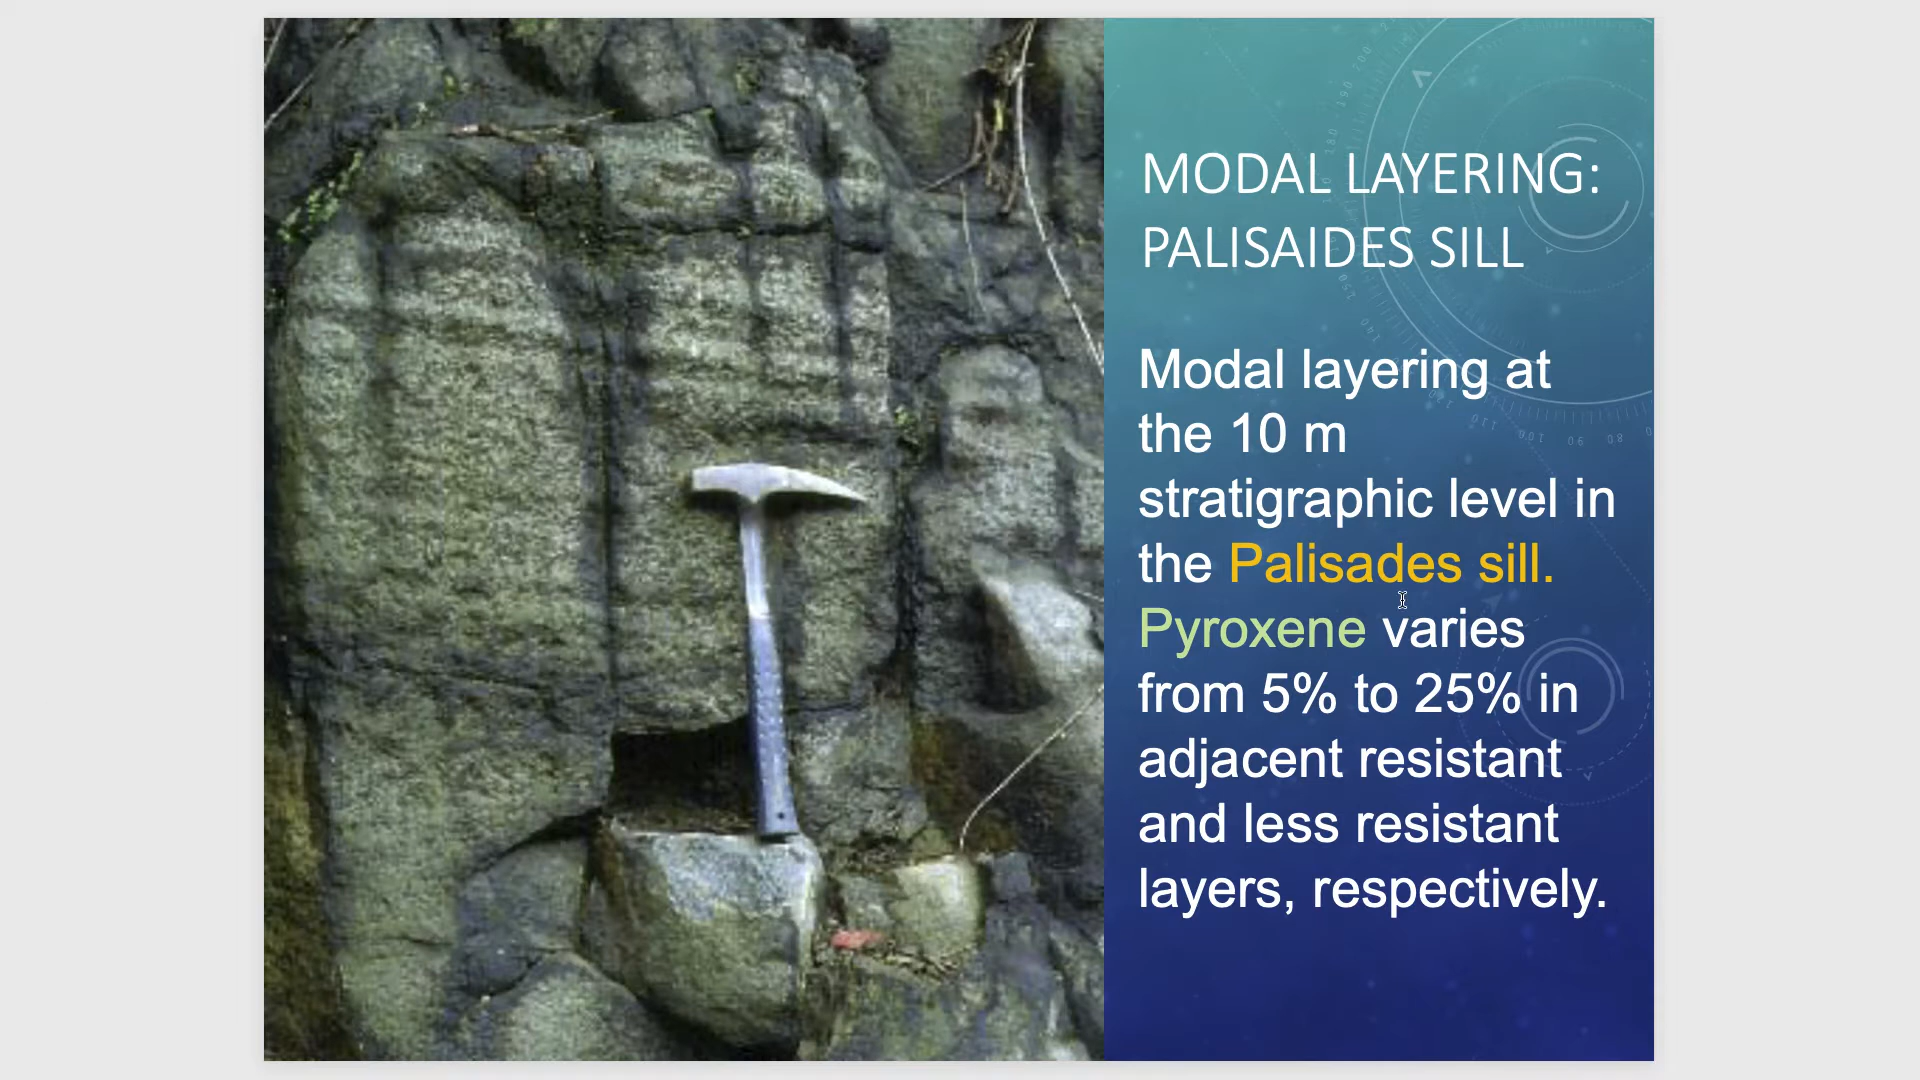 MODAL LAYERING:
PALISAIDES SILL
Modal layering at
the 10 m
stratigraphic level in
the Palisades sill.
Pyroxene varies
from 5% to 25% in
adjacent resistant
and less resistant
layers, respectively.